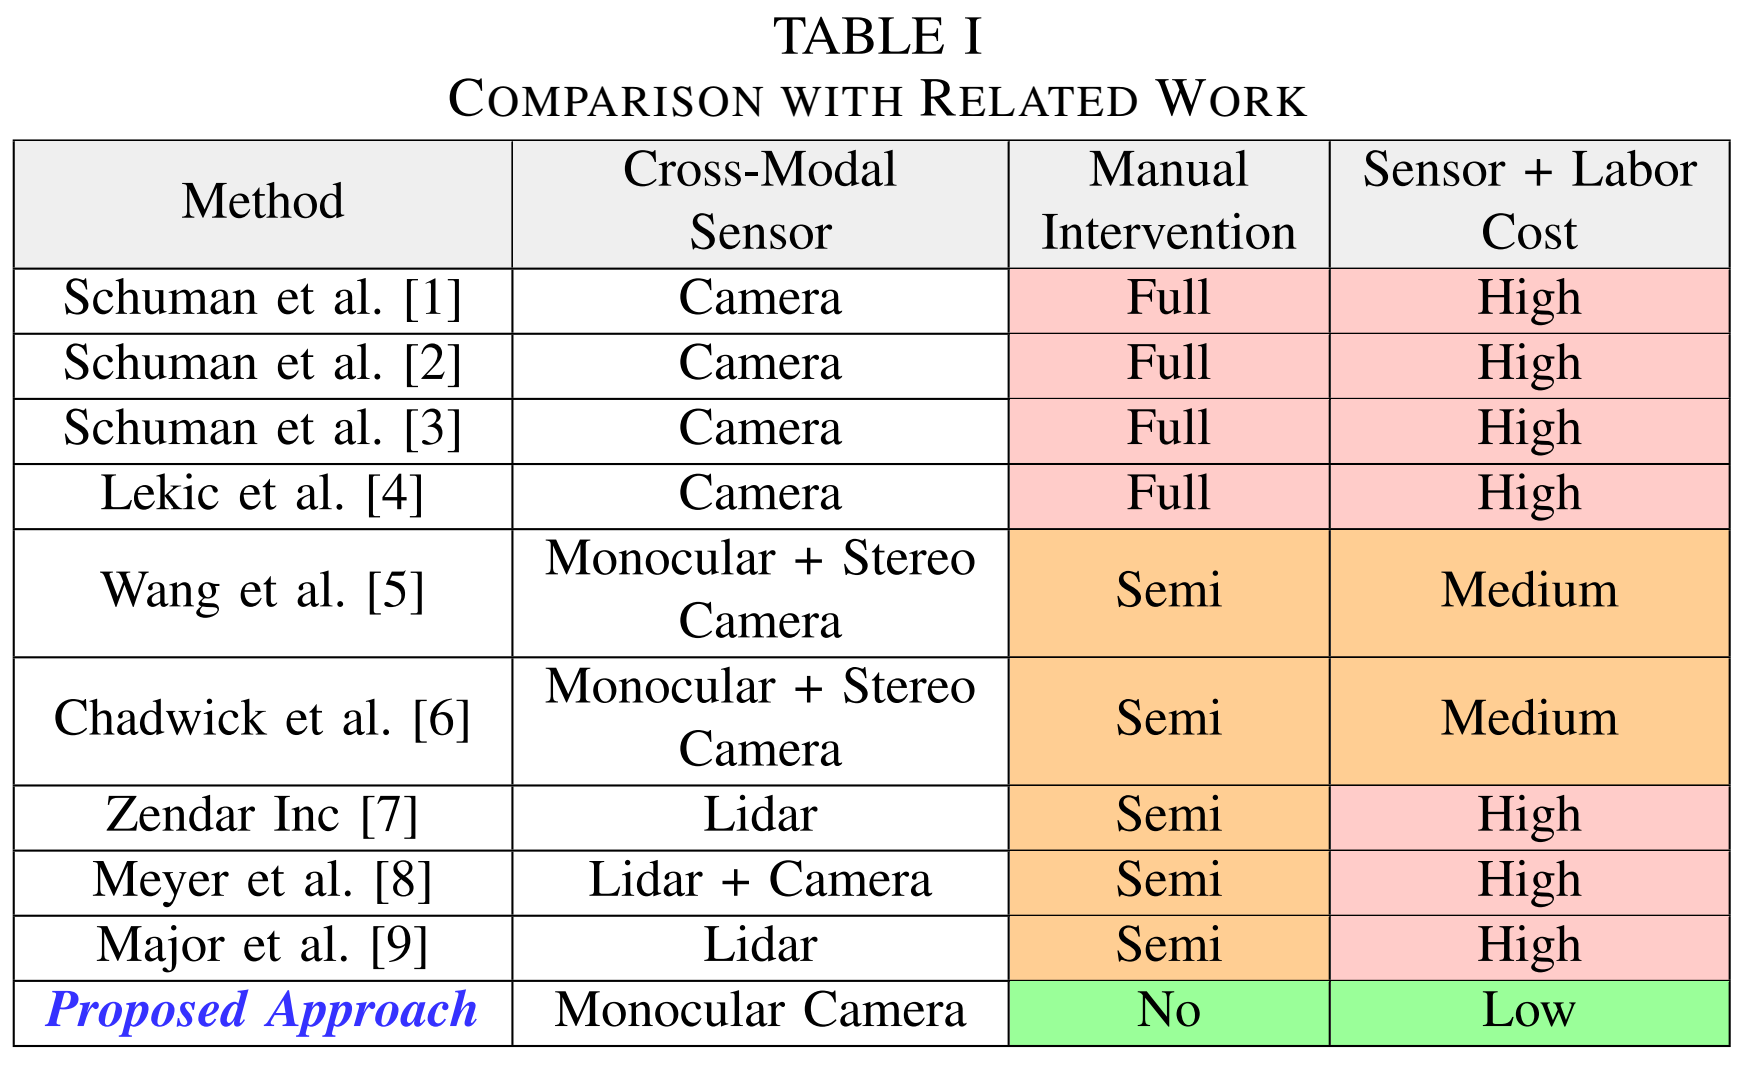 TABLE I
COMPARISON WITH RELATED WORK
Method | Cross-Modal Sensor | Manual Intervention | Sensor + Labor Cost
Schuman et al. [1] | Camera | Full | High
Schuman et al. [2] | Camera | Full | High
Schuman et al. [3] | Camera | Full | High
Lekic et al. [4] | Camera | Full | High
Wang et al. [5] | Monocular + Stereo Camera | Semi | Medium
Chadwick et al. [6] | Monocular + Stereo Camera | Semi | Medium
Zendar Inc [7] | Lidar | Semi | High
Meyer et al. [8] | Lidar + Camera | Semi | High
Major et al. [9] | Lidar | Semi | High
Proposed Approach | Monocular Camera | No | Low